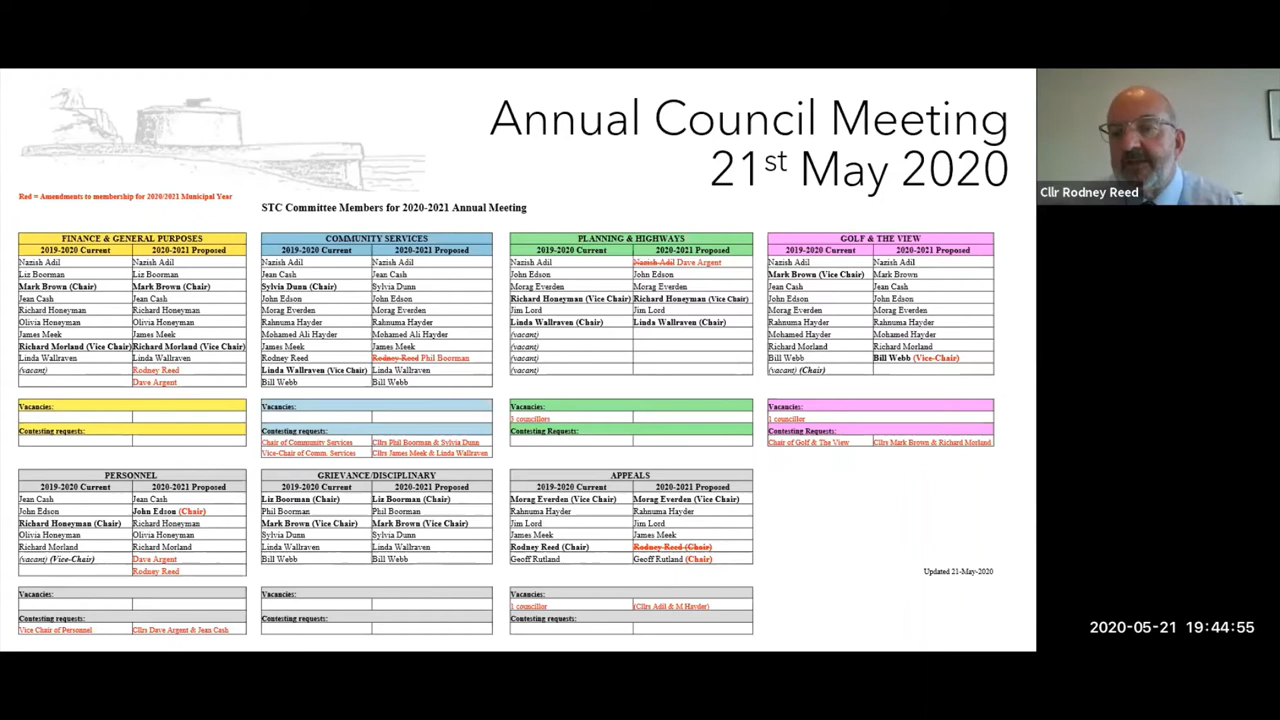 Annual Council Meeting
21st May 2020
Cllr Rodney Reed
Red = Amendments to membership for 2020/2021 Municipal Year
STC Committee Members for 2020-2021 Annual Meeting
FINANCE & GENERAL PURPOSES
2019-2020 Current 2020-2021 Proposed
Nazish Adil Nazish Adil
Liz Boorman Liz Boorman
Mark Brown (Chair) Mark Brown (Chair)
Jean Cash Jean Cash
Richard Honeyman Richard Honeyman
Olivia Honeyman Olivia Honeyman
James Meek James Meek
Richard Morland (Vice Chair) Richard Morland (Vice Chair)
Linda Wallraven Linda Wallraven
(vacant) Rodney Reed
Dave Argent
Vacancies:
Contesting requests:
COMMUNITY SERVICES
2019-2020 Current 2020-2021 Proposed
Nazish Adil Nazish Adil
Jean Cash Jean Cash
Sylvia Dunn (Chair) Sylvia Dunn
John Edson John Edson
Morag Everden Morag Everden
Rahnuma Hayder Rahnuma Hayder
Mohamed Ali Hayder Mohamed Ali Hayder
James Meek James Meek
Rodney Reed Rodney Reed Phil Boorman
Linda Wallraven (Vice Chair) Linda Wallraven
Bill Webb Bill Webb
Vacancies:
Contesting requests:
Chair of Community Services Cllrs Phil Boorman & Sylvia Dunn
Vice-Chair of Comm. Services Cllrs James Meek & Linda Wallraven
PLANNING & HIGHWAYS
2019-2020 Current 2020-2021 Proposed
Nazish Adil Nazish Adil Dave Argent
John Edson John Edson
Morag Everden Morag Everden
Richard Honeyman (Vice Chair) Richard Honeyman (Vice Chair)
Jim Lord Jim Lord
Linda Wallraven (Chair) Linda Wallraven (Chair)
(vacant)
(vacant)
(vacant)
(vacant)
Vacancies:
3 councillors
Contesting Requests:
GOLF & THE VIEW
2019-2020 Current 2020-2021 Proposed
Nazish Adil Nazish Adil
Mark Brown (Vice Chair) Mark Brown
Jean Cash Jean Cash
John Edson John Edson
Morag Everden Morag Everden
Rahnuma Hayder Rahnuma Hayder
Mohamed Hayder Mohamed Hayder
Richard Morland Richard Morland
Bill Webb Bill Webb (Vice-Chair)
(vacant) (Chair)
Vacancies:
1 councillor
Contesting Requests:
Chair of Golf & The View Cllrs Mark Brown & Richard Morland
PERSONNEL
2019-2020 Current 2020-2021 Proposed
Jean Cash Jean Cash
John Edson John Edson (Chair)
Richard Honeyman (Chair) Richard Honeyman
Olivia Honeyman Olivia Honeyman
Richard Morland Richard Morland
(vacant) (Vice-Chair) Dave Argent
Rodney Reed
Vacancies:
Contesting requests:
Vice Chair of Personnel Cllrs Dave Argent & Jean Cash
GRIEVANCE/DISCIPLINARY
2019-2020 Current 2020-2021 Proposed
Liz Boorman (Chair) Liz Boorman (Chair)
Phil Boorman Phil Boorman
Mark Brown (Vice Chair) Mark Brown (Vice Chair)
Sylvia Dunn Sylvia Dunn
Linda Wallraven Linda Wallraven
Bill Webb Bill Webb
Vacancies:
Contesting requests:
APPEALS
2019-2020 Current 2020-2021 Proposed
Morag Everden (Vice Chair) Morag Everden (Vice Chair)
Rahnuma Hayder Rahnuma Hayder
Jim Lord Jim Lord
James Meek James Meek
Rodney Reed (Chair) Rodney Reed (Chair)
Geoff Rutland Geoff Rutland (Chair)
Vacancies:
1 councillor (Cllrs Adil & M Hayder)
Contesting requests:
Updated 21-May-2020
2020-05-21 19:44:55